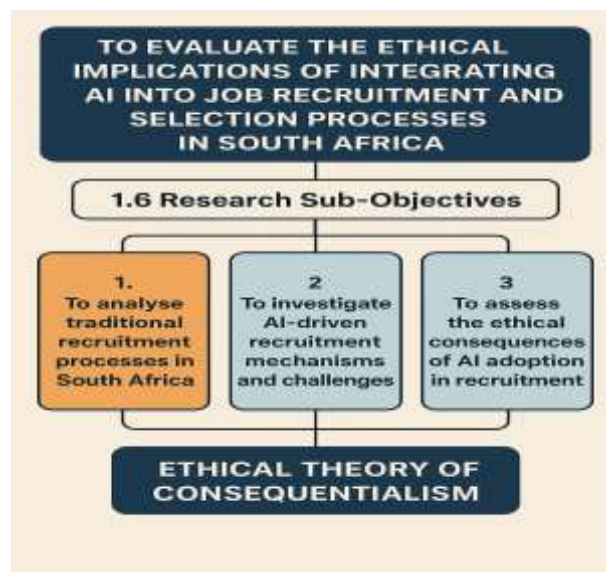 TO EVALUATE THE ETHICAL
IMPLICATIONS OF INTEGRATING
AI INTO JOB RECRUITMENT AND
SELECTION PROCESSES
IN SOUTH AFRICA
1.6 Research Sub-Objectives
1.
To analyse
traditional
recruitment
processes in
South Africa
2
To investigate
AI-driven
recruitment
mechanisms
and challenges
3
To assess
the ethical
consequences
of AI adoption
in recruitment
ETHICAL THEORY OF
CONSEQUENTIALISM